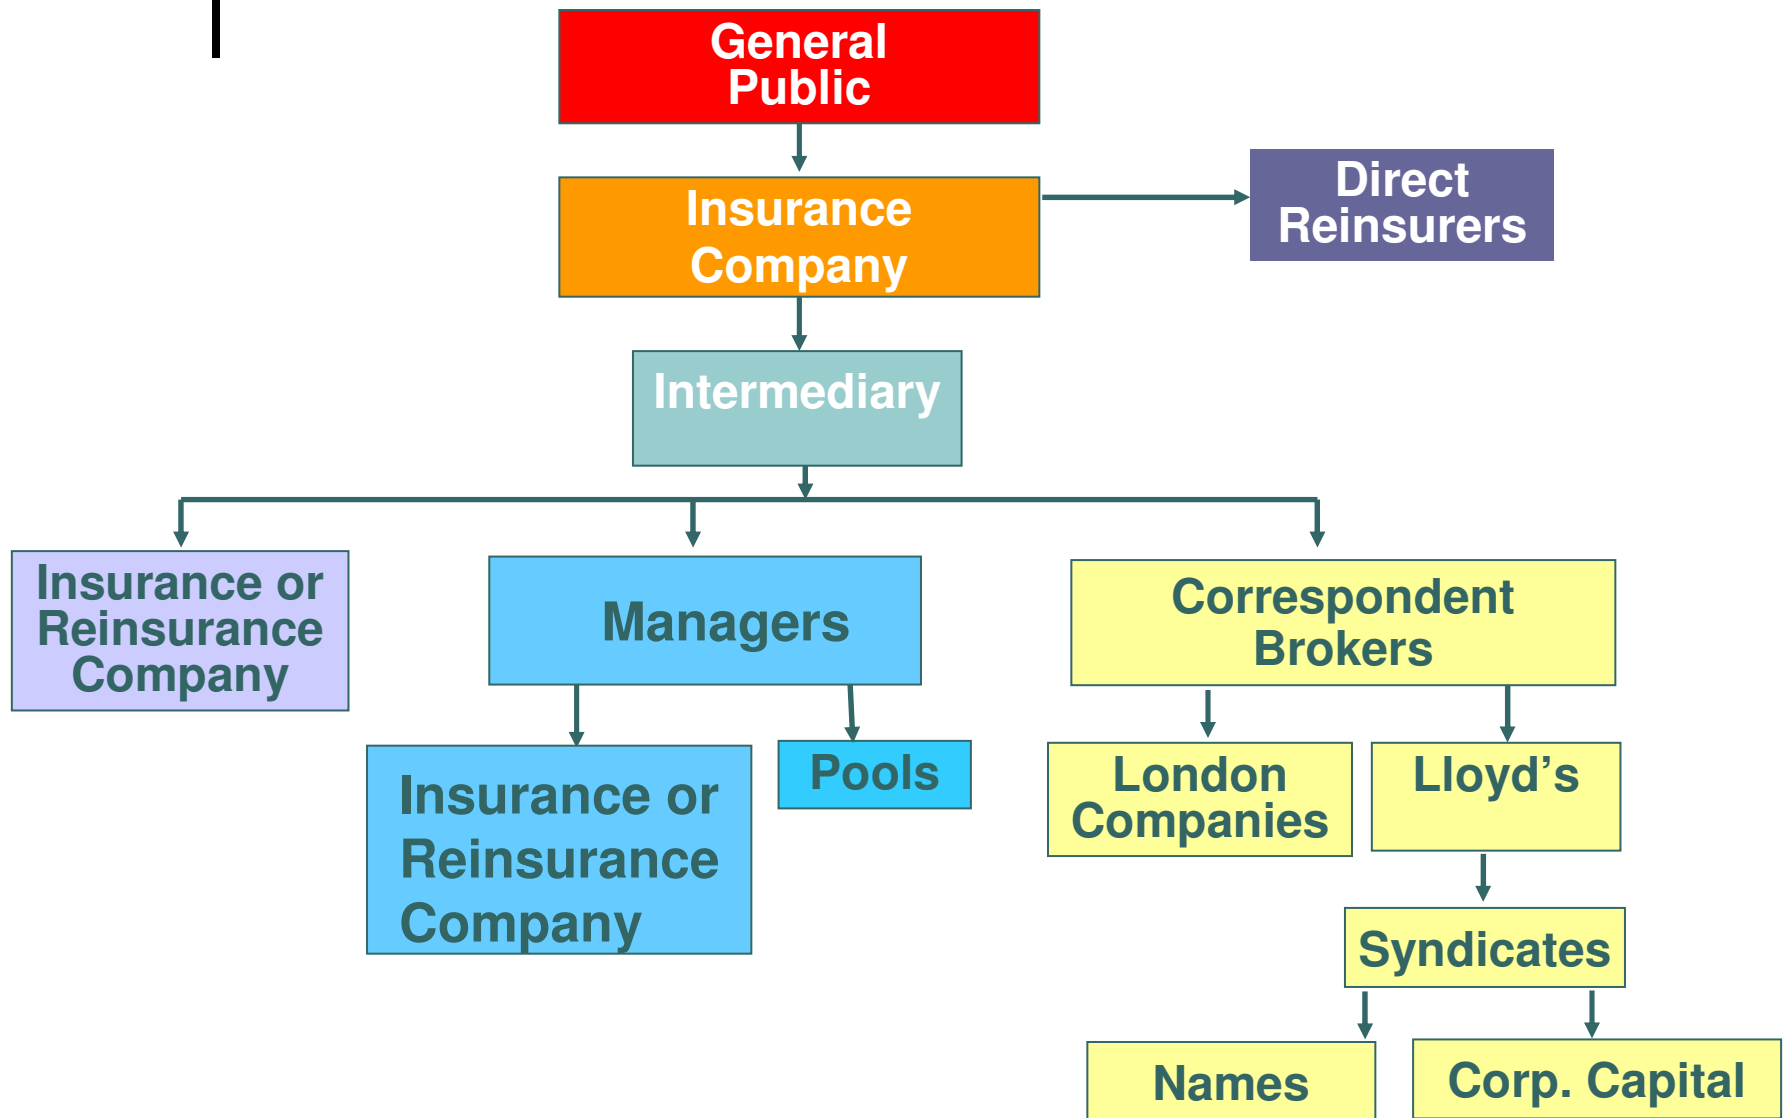 General
Public
Insurance
Company
Direct
Reinsurers
Intermediary
Insurance or
Reinsurance
Company
Managers
Correspondent
Brokers
Insurance or
Reinsurance
Company
Pools
London
Companies
Lloyd’s
Syndicates
Names
Corp. Capital